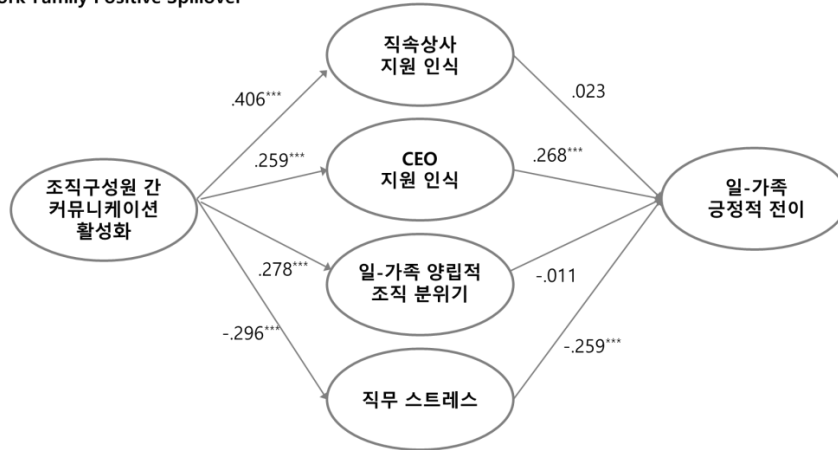 Work-Family Positive Spillover
직속상사
지원 인식
.406***
.023
.259***
CEO
지원 인식
.268***
조직구성원 간
커뮤니케이션
활성화
일-가족
긍정적 전이
.278***
일-가족 양립적
조직 분위기
-.011
-.296***
-.259***
직무 스트레스